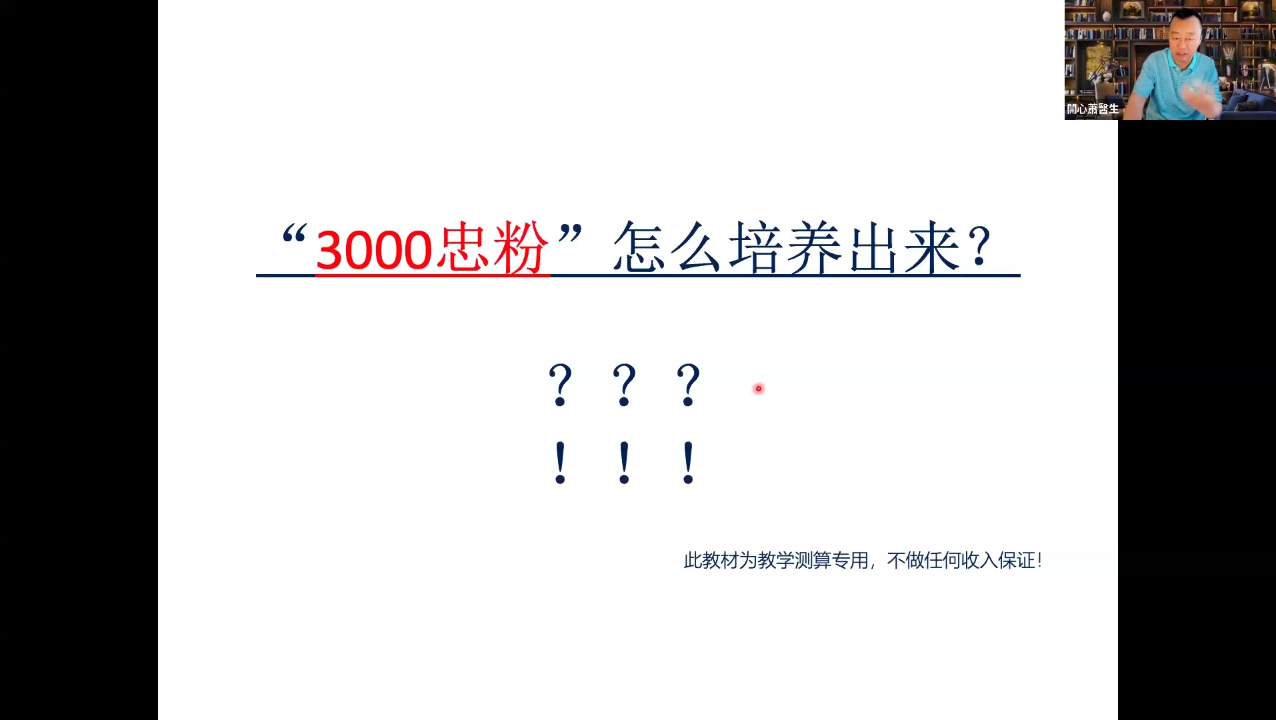 開心蕭醫生
“3000忠粉”怎么培养出来？
？？？
！！！
此教材为教学测算专用，不做任何收入保证！